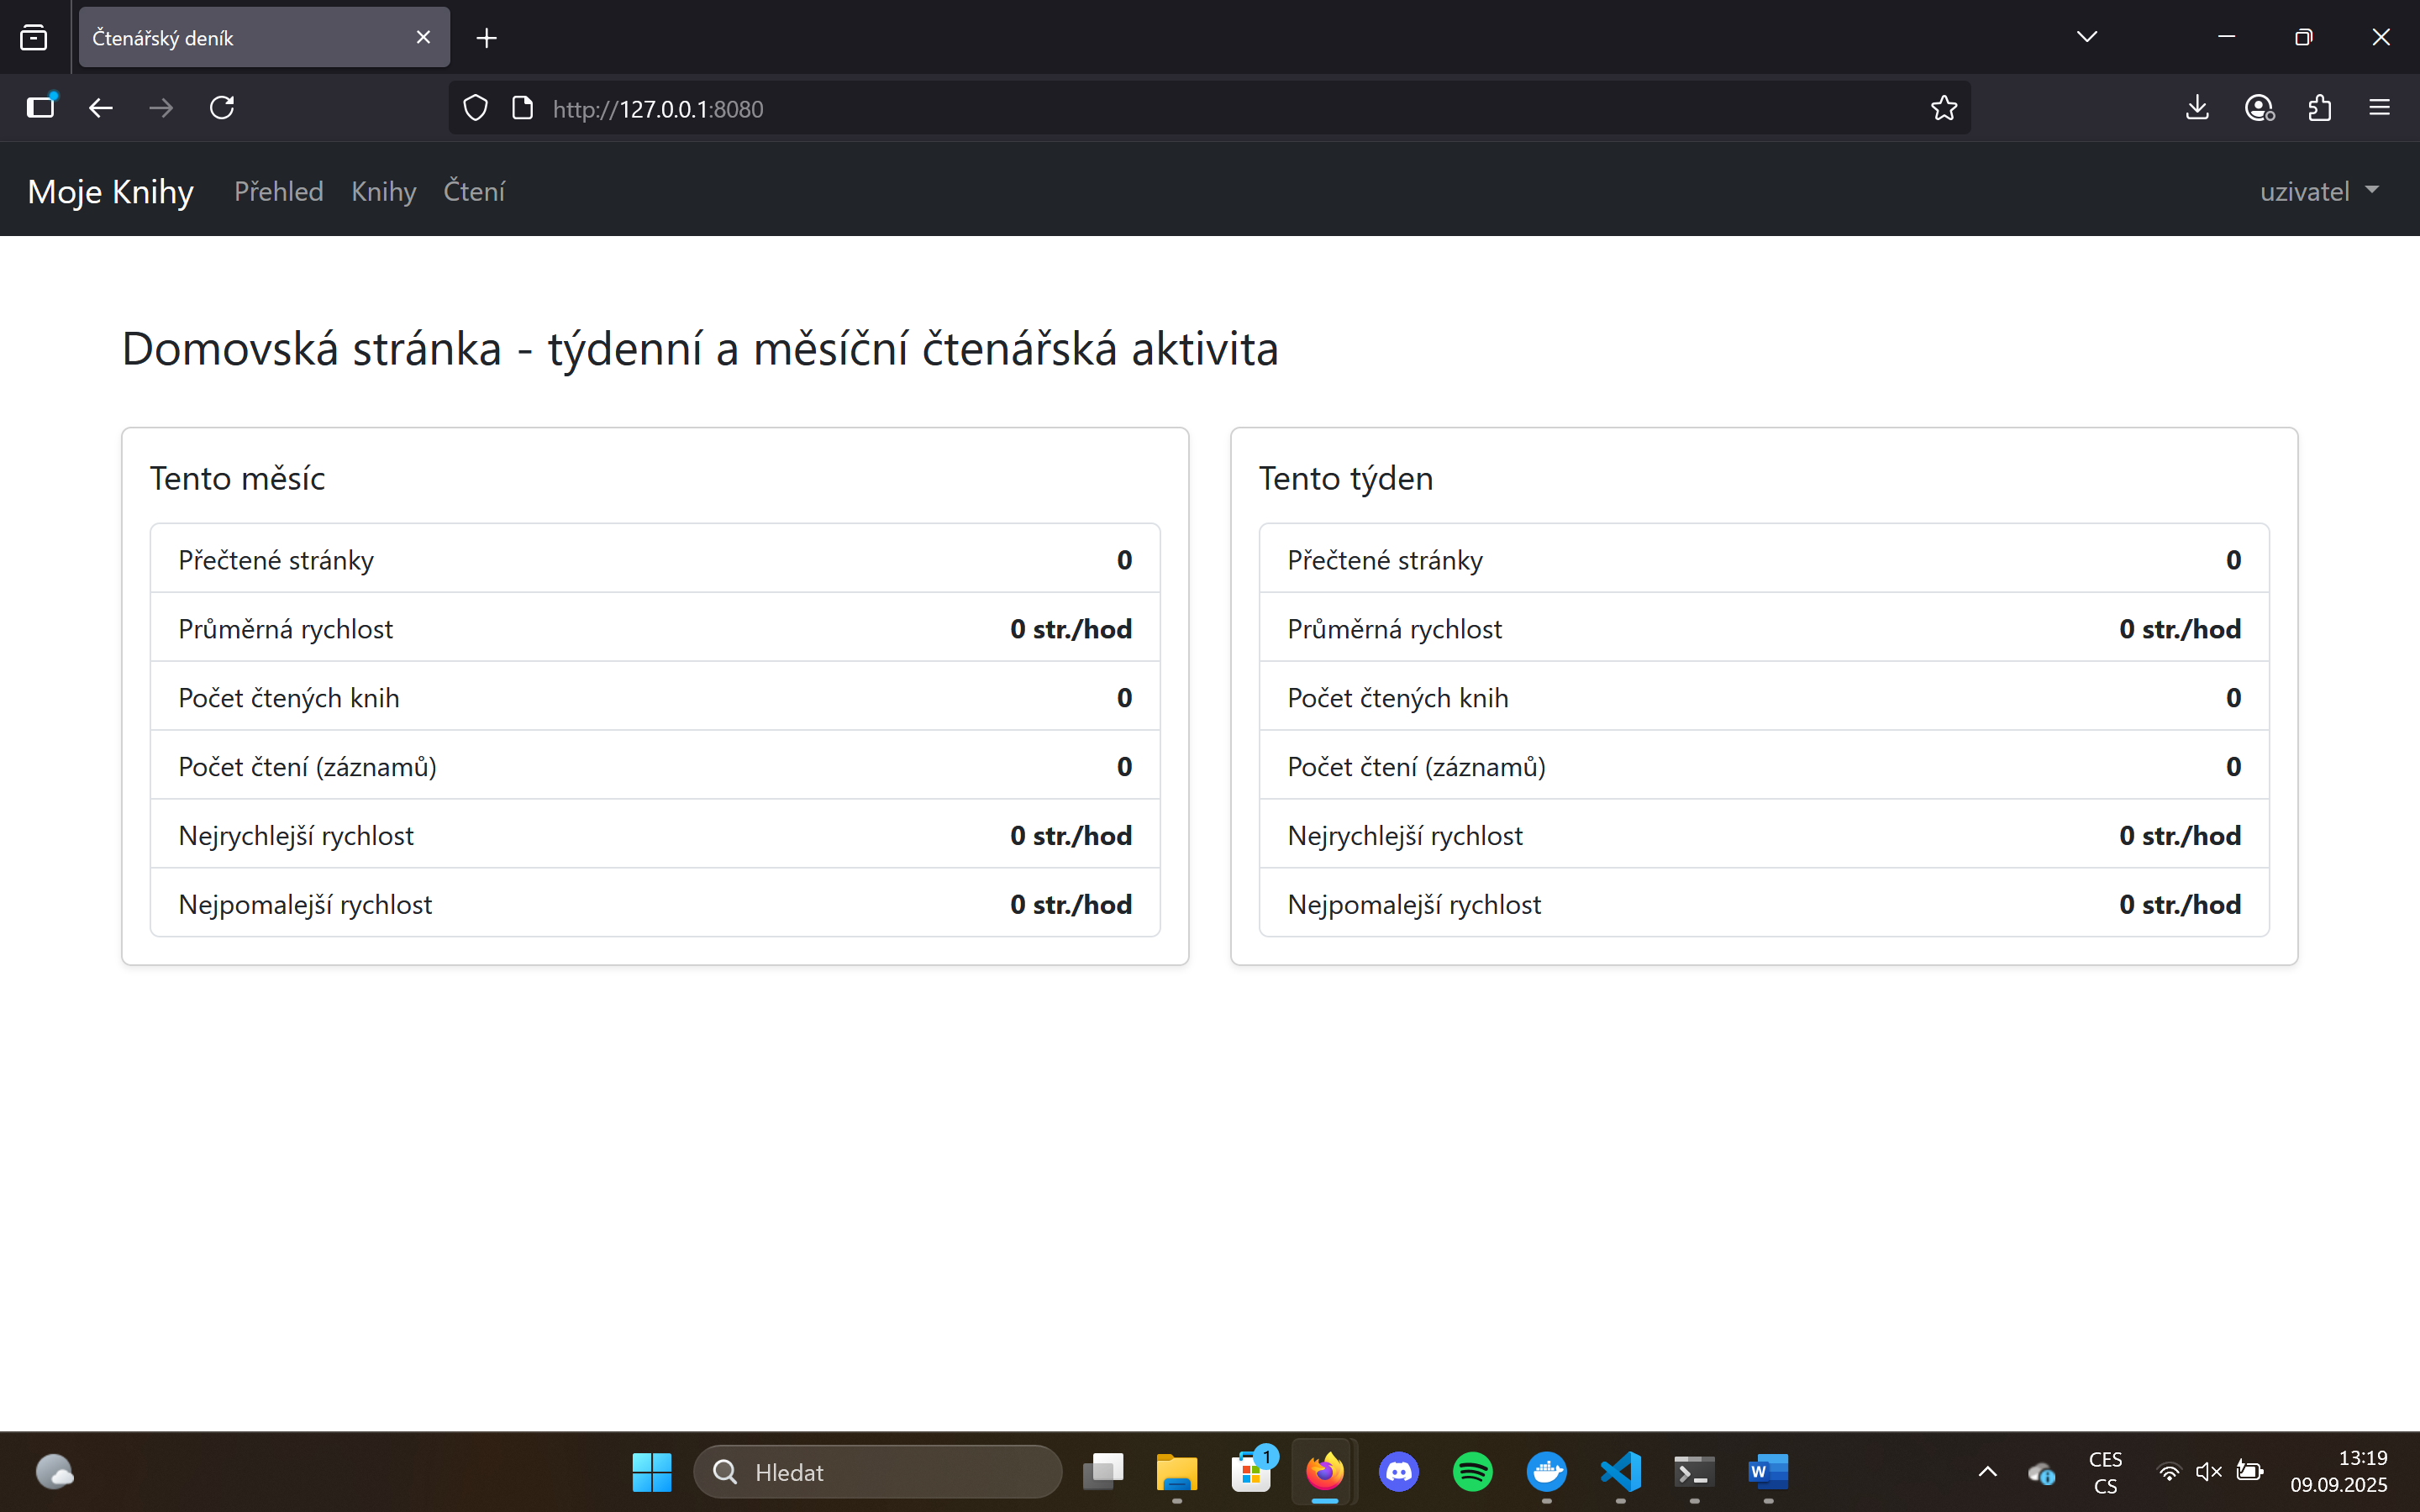 Čtenářský deník
http://127.0.0.1:8080
Moje Knihy Přehled Knihy Čtení uzivatel
Domovská stránka - týdenní a měsíční čtenářská aktivita
Tento měsíc
Přečtené stránky 0
Průměrná rychlost 0 str./hod
Počet čtených knih 0
Počet čtení (záznamů) 0
Nejrychlejší rychlost 0 str./hod
Nejpomalejší rychlost 0 str./hod
Tento týden
Přečtené stránky 0
Průměrná rychlost 0 str./hod
Počet čtených knih 0
Počet čtení (záznamů) 0
Nejrychlejší rychlost 0 str./hod
Nejpomalejší rychlost 0 str./hod
Hledat
1
W
CES
CS
13:19
09.09.2025